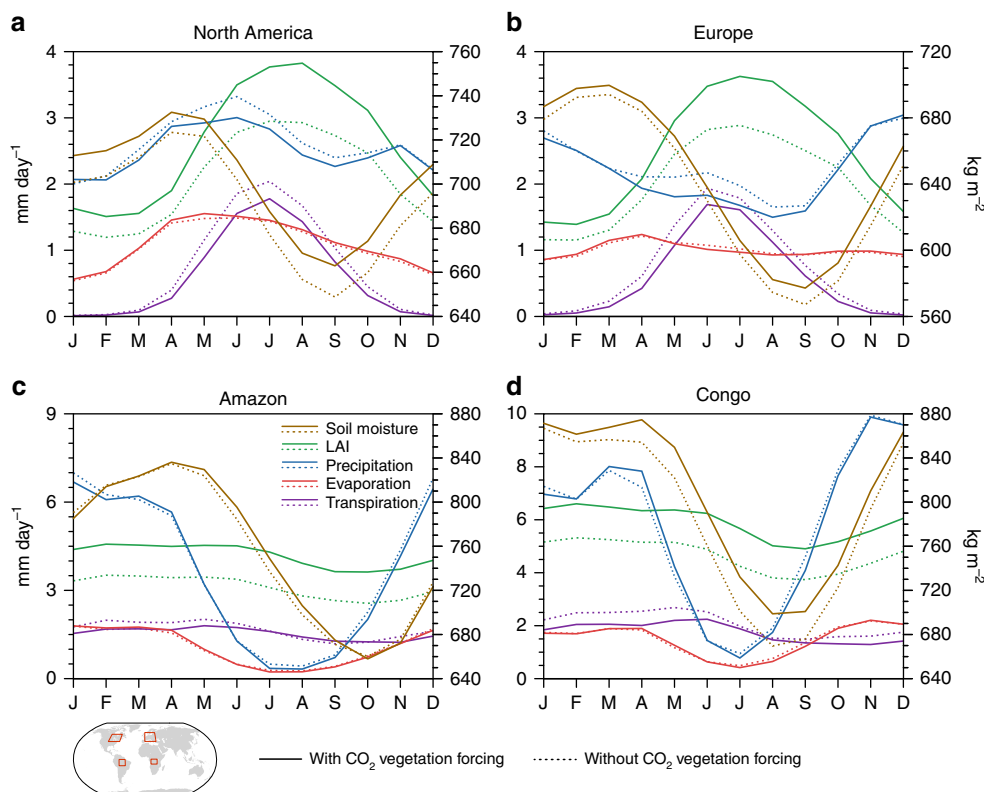 a
North America
b
Europe
4 760 4 720
740
3 3 680
720
2 700 2 640
680
1 1 600
660
0 640 0 560
mm day⁻¹
kg m⁻²
J F M A M J J A S O N D J F M A M J J A S O N D
c
Amazon
d
Congo
9 880 10 880
840 8 840
6 800 6 800
760 760
3 4
720 720
2
680 680
0 640 0 640
mm day⁻¹
kg m⁻²
Soil moisture
LAI
Precipitation
Evaporation
Transpiration
J F M A M J J A S O N D J F M A M J J A S O N D
With CO₂ vegetation forcing Without CO₂ vegetation forcing